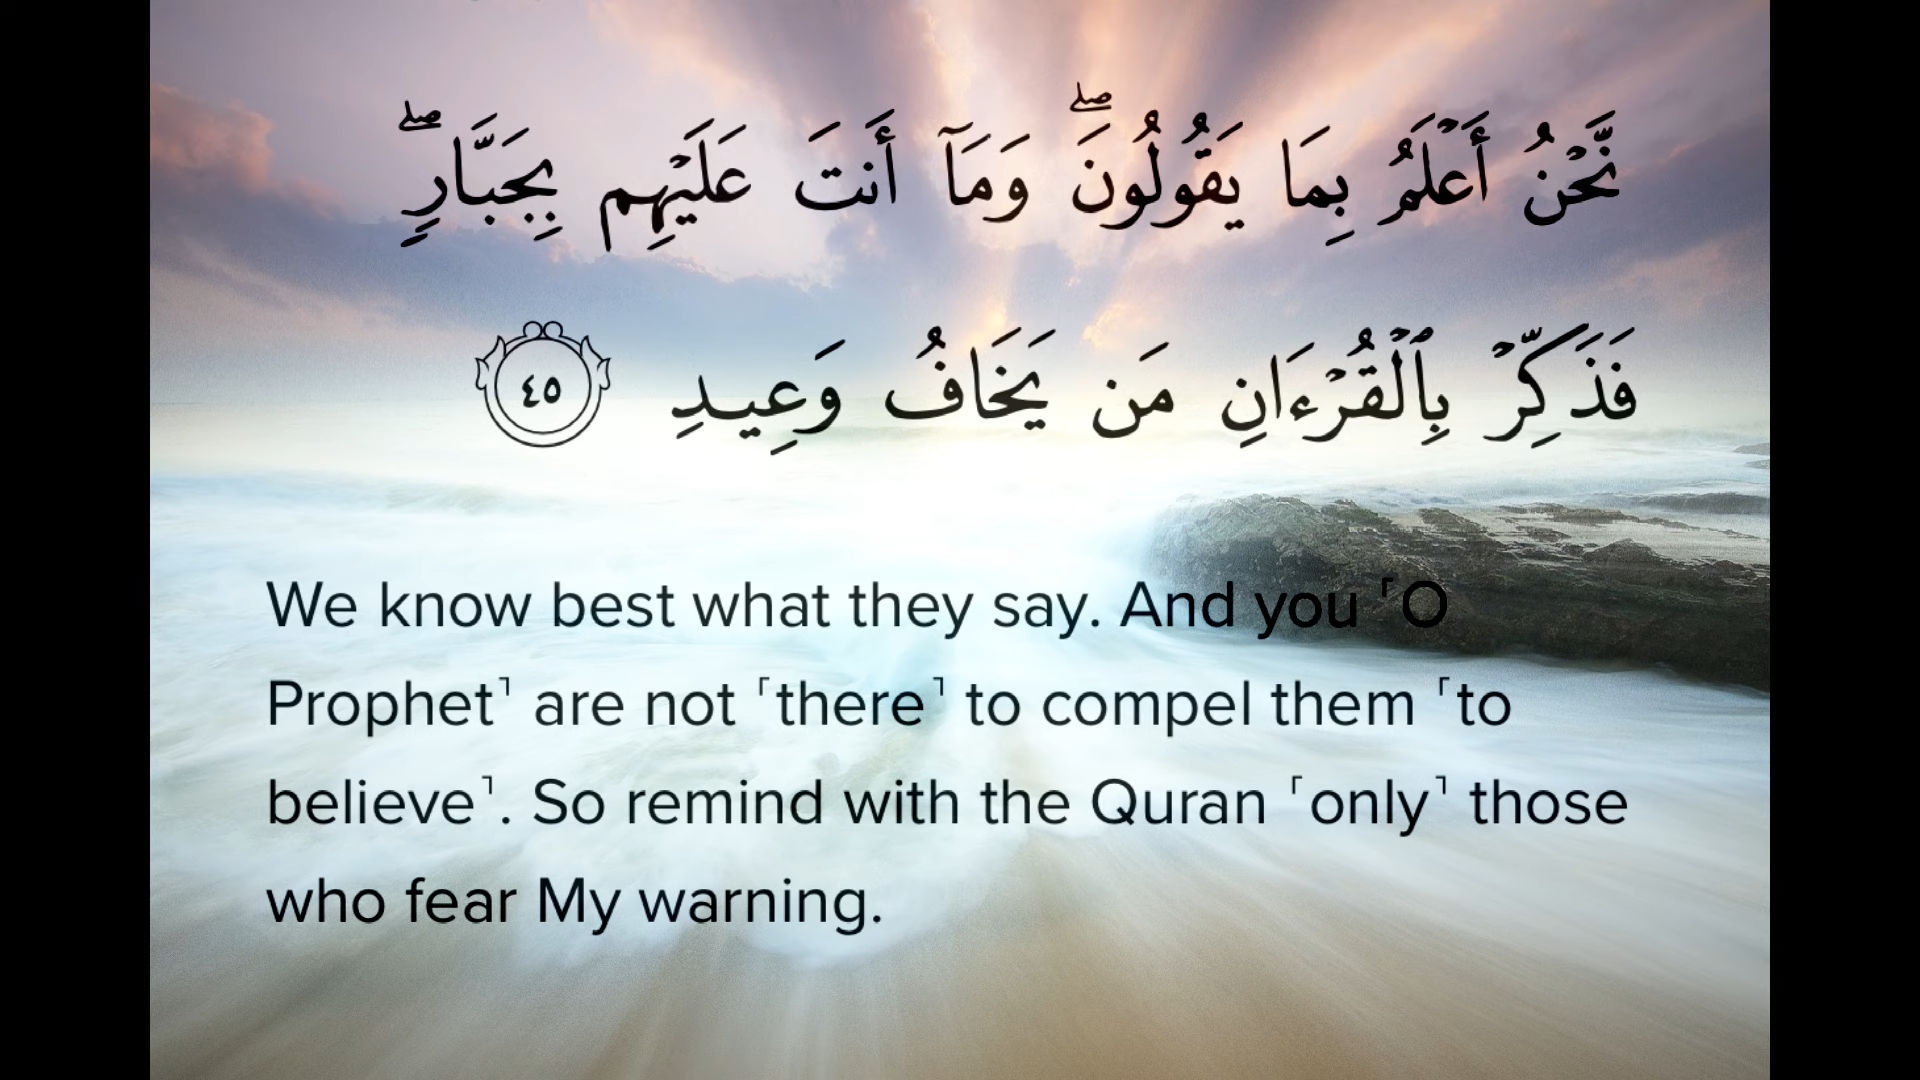 نَّحْنُ أَعْلَمُ بِمَا يَقُولُونَ ۖ وَمَآ أَنتَ عَلَيْهِم بِجَبَّارٍ ۖ
فَذَكِّرْ بِٱلْقُرْءَانِ مَن يَخَافُ وَعِيدِ ٤٥
We know best what they say. And you ⸢O
Prophet⸣ are not ⸢there⸣ to compel them ⸢to
believe⸣. So remind with the Quran ⸢only⸣ those
who fear My warning.